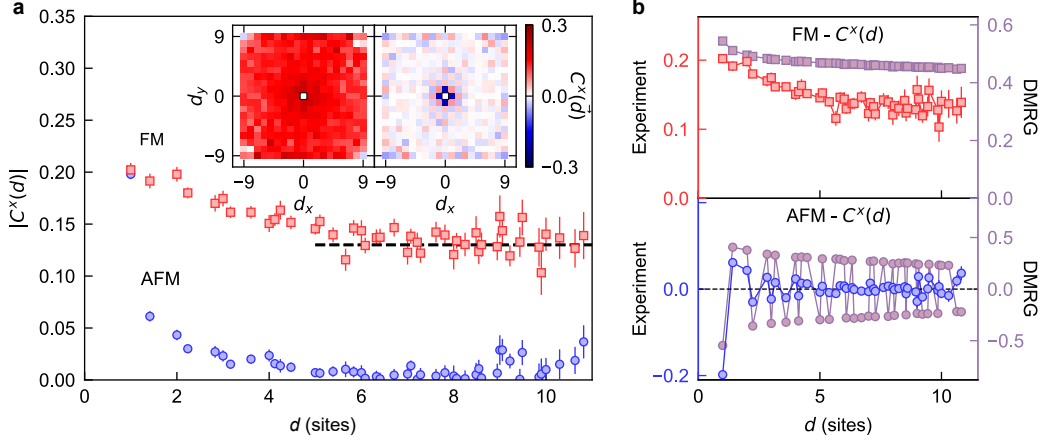 a
0.35
0.30
0.25
0.20
0.15
0.10
0.05
0.00
|C^x(d)|
FM
AFM
9
0
−9
d_y
−9 0 9
d_x
−9 0 9
d_x
0.3
0.0
−0.3
C^x(d⃗)
0 2 4 6 8 10
d (sites)
b
FM - C^x(d)
0.2
0.1
0.0
Experiment
0.6
0.4
0.2
0.0
DMRG
AFM - C^x(d)
0.0
−0.2
Experiment
0.5
0.0
−0.5
DMRG
0 5 10
d (sites)